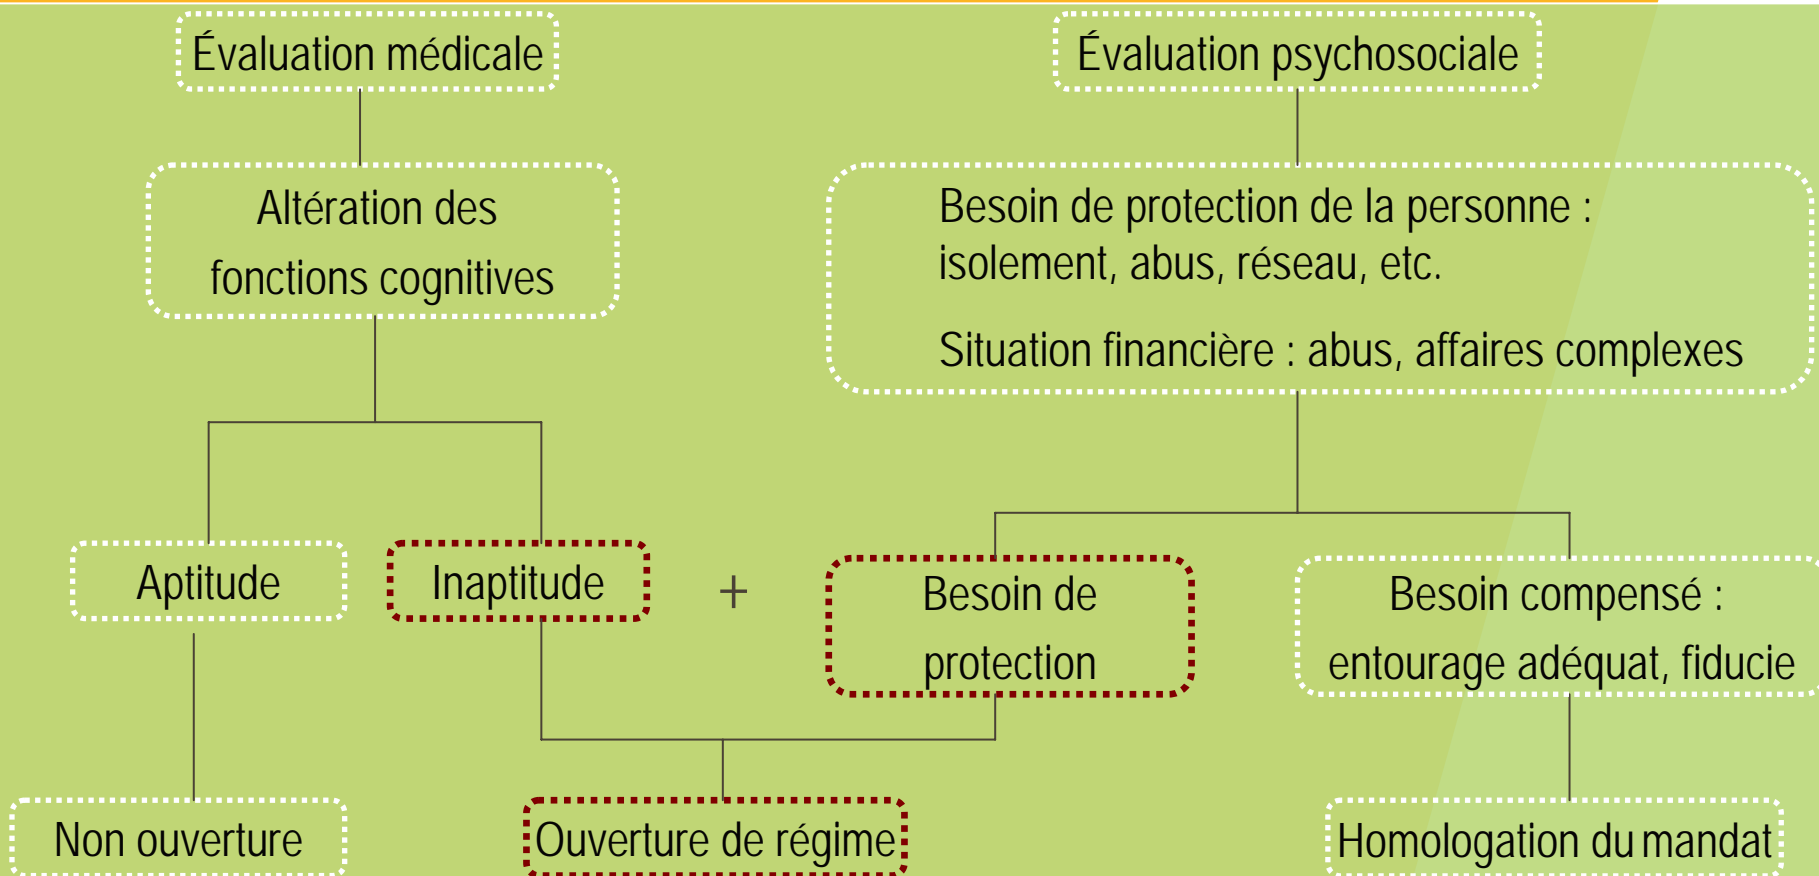 Évaluation médicale
Évaluation psychosociale
Altération des
fonctions cognitives
Besoin de protection de la personne :
isolement, abus, réseau, etc.
Situation financière : abus, affaires complexes
Aptitude
Inaptitude
+
Besoin de
protection
Besoin compensé :
entourage adéquat, fiducie
Non ouverture
Ouverture de régime
Homologation du mandat